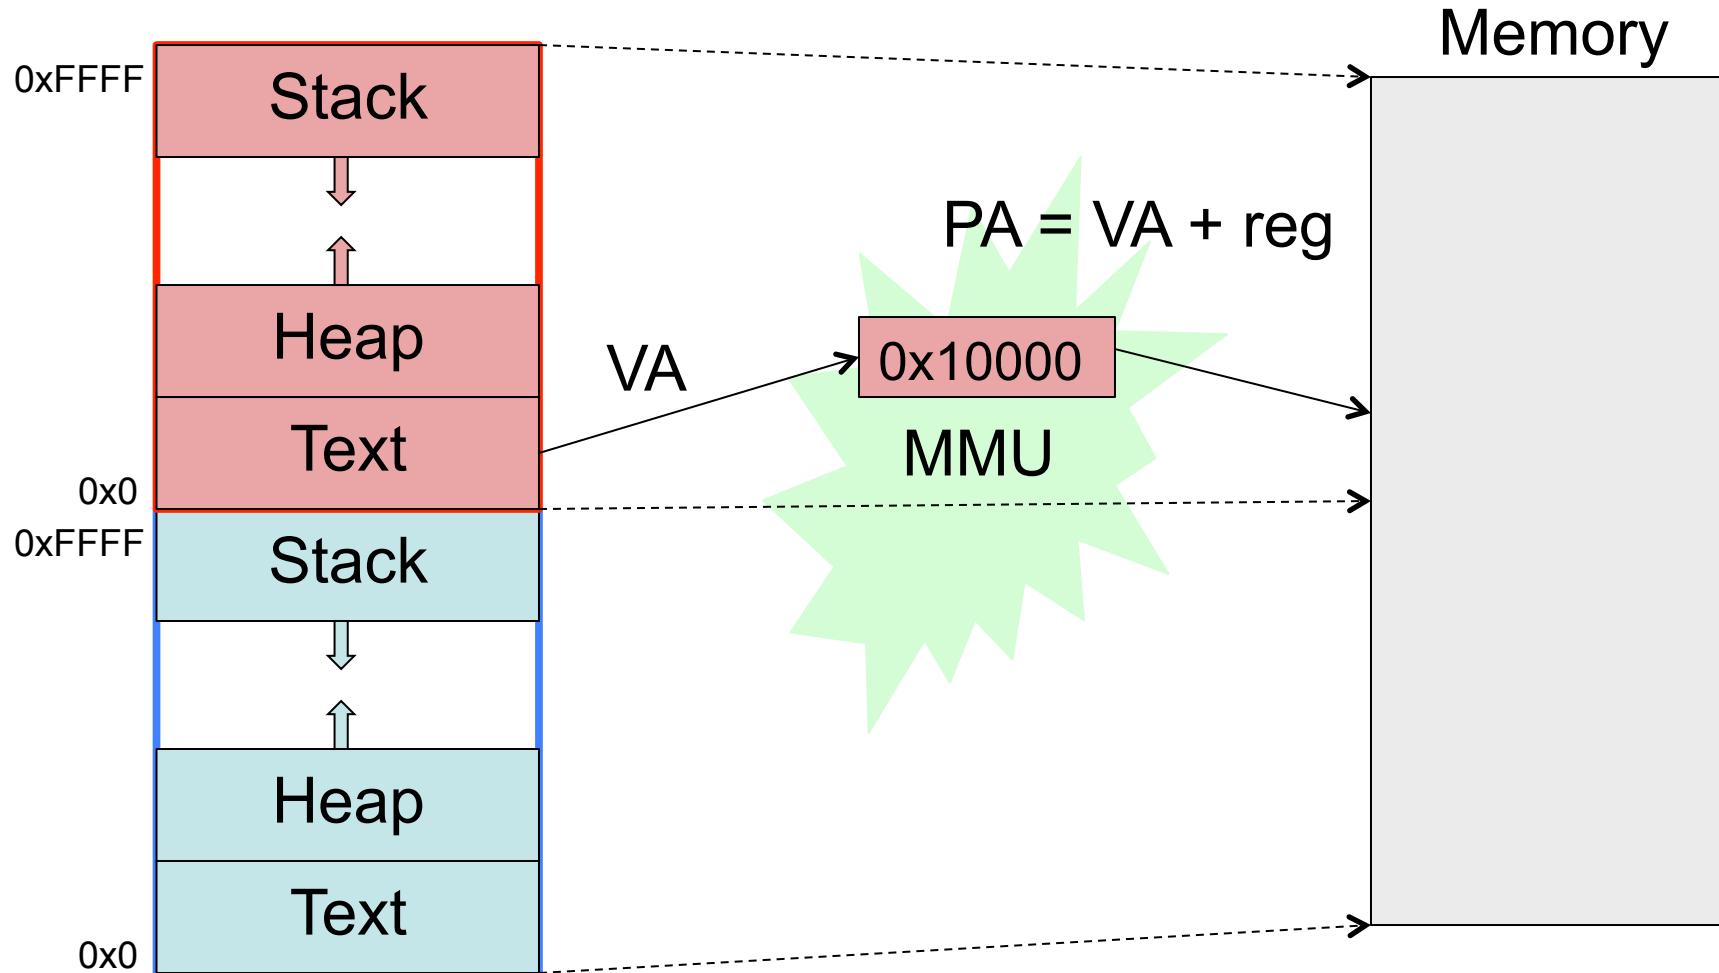 Memory
0xFFFF
Stack
PA = VA + reg
Heap
VA
0x10000
Text
MMU
0x0
0xFFFF
Stack
Heap
Text
0x0